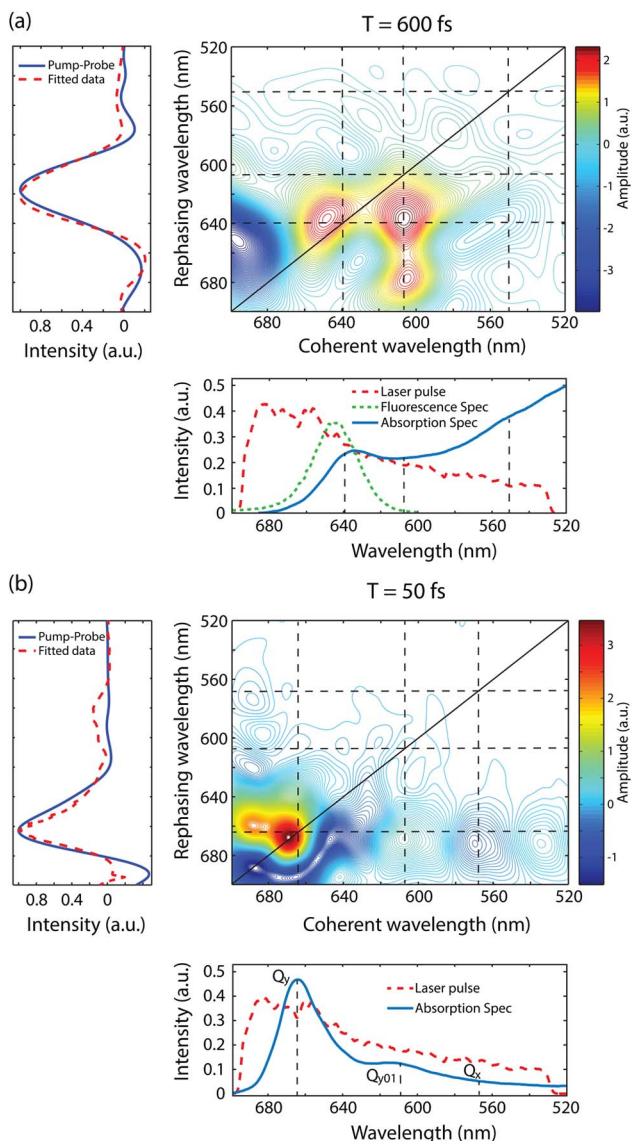 (a)
T = 600 fs
Pump-Probe
Fitted data
Rephasing wavelength (nm)
520
560
600
640
680
680 640 600 560 520
Coherent wavelength (nm)
0.8 0.4 0
Intensity (a.u.)
2
1
0
-1
-2
-3
Amplitude (a.u.)
Intensity (a.u.)
0.5
0.4
0.3
0.2
0.1
0
Laser pulse
Fluorescence Spec
Absorption Spec
680 640 600 560 520
Wavelength (nm)
(b)
T = 50 fs
Pump-Probe
Fitted data
Rephasing wavelength (nm)
520
560
600
640
680
680 640 600 560 520
Coherent wavelength (nm)
0.8 0.4 0
Intensity (a.u.)
3
2
1
0
-1
Amplitude (a.u.)
Intensity (a.u.)
0.5
0.4
0.3
0.2
0.1
0
Qy
Laser pulse
Absorption Spec
Qy01
Qx
680 640 600 560 520
Wavelength (nm)